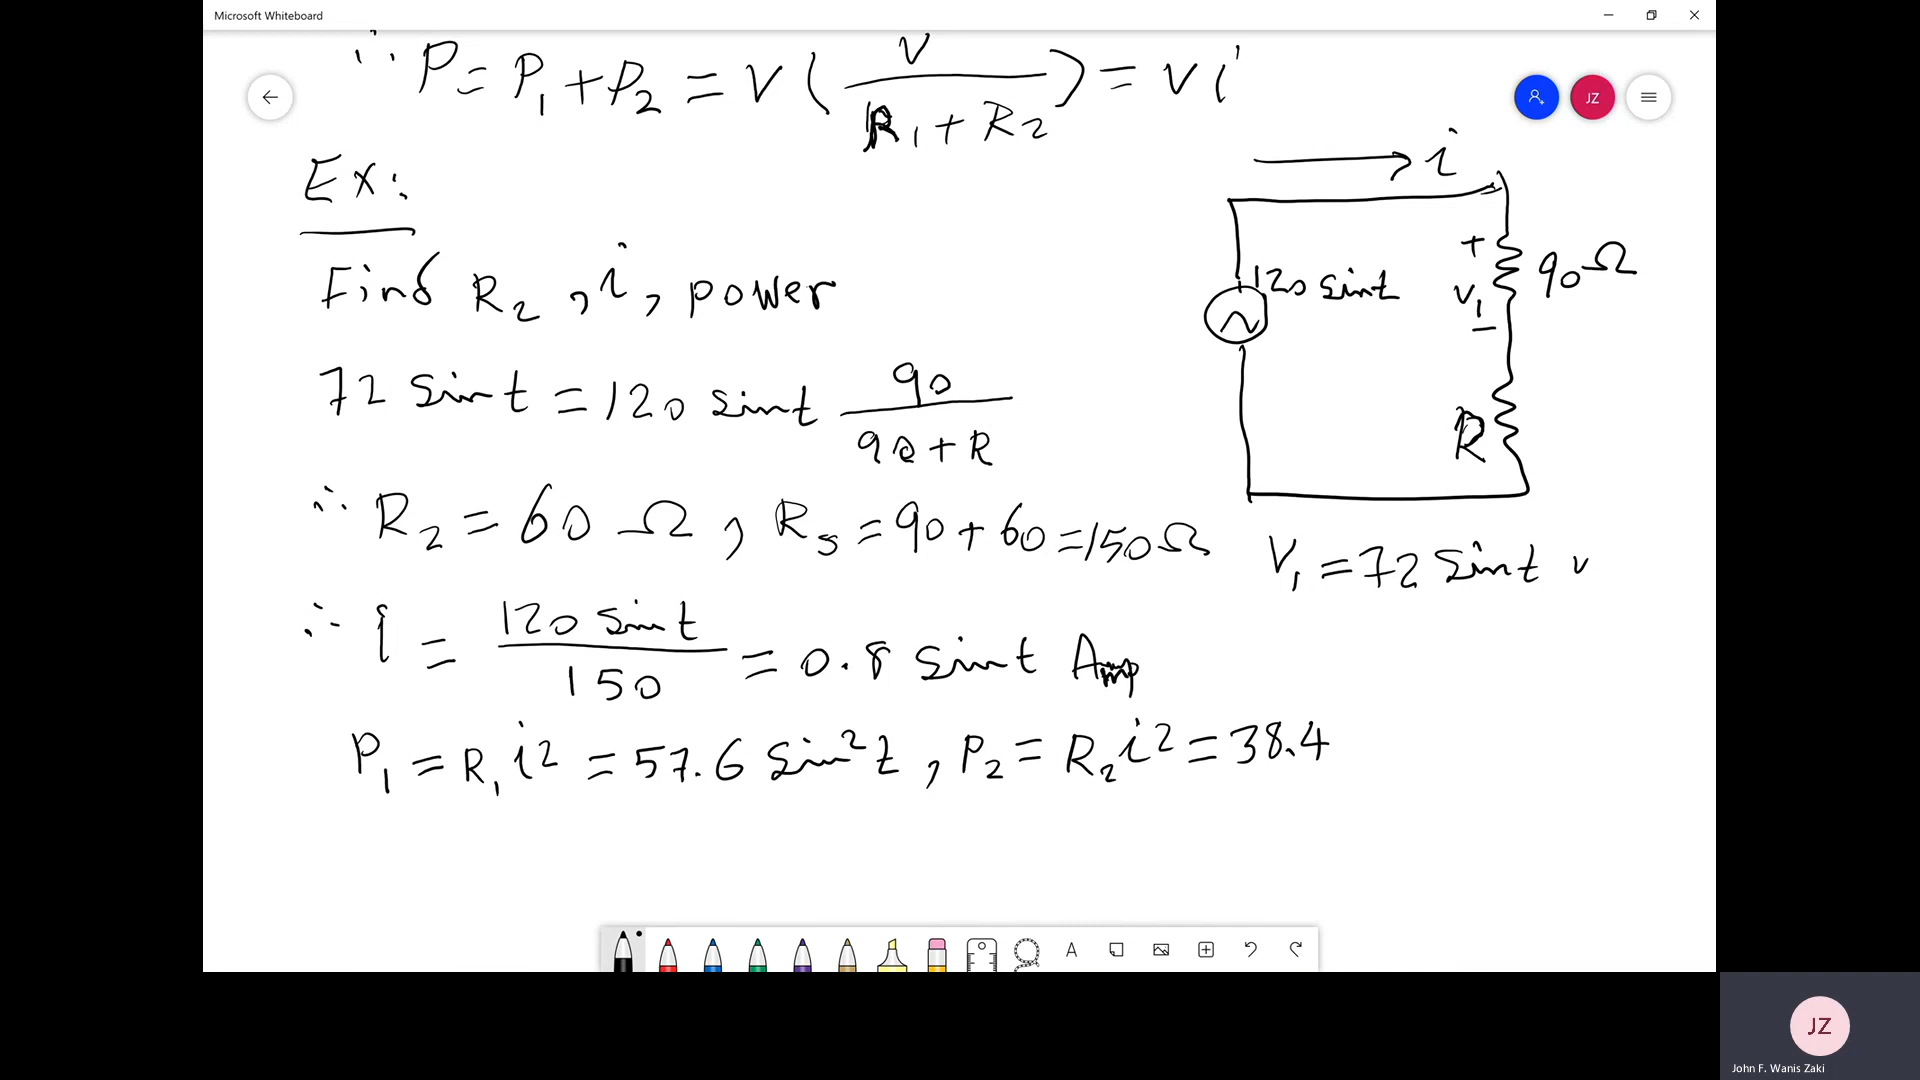 Microsoft Whiteboard
∴ P = P₁ + P₂ = v ( v / (R₁ + R₂) ) = v i
JZ
Ex:
i
Find R₂ , i , power
120 sint
+
v₁
−
90 Ω
72 sint = 120 sint 90 / (90 + R)
R
∴ R₂ = 60 Ω , Rs = 90 + 60 = 150 Ω
V₁ = 72 sint v
∴ i = 120 sint / 150 = 0.8 sint Amp
P₁ = R₁ i² = 57.6 sin² t , P₂ = R₂ i² = 38.4
A
JZ
John F. Wanis Zaki